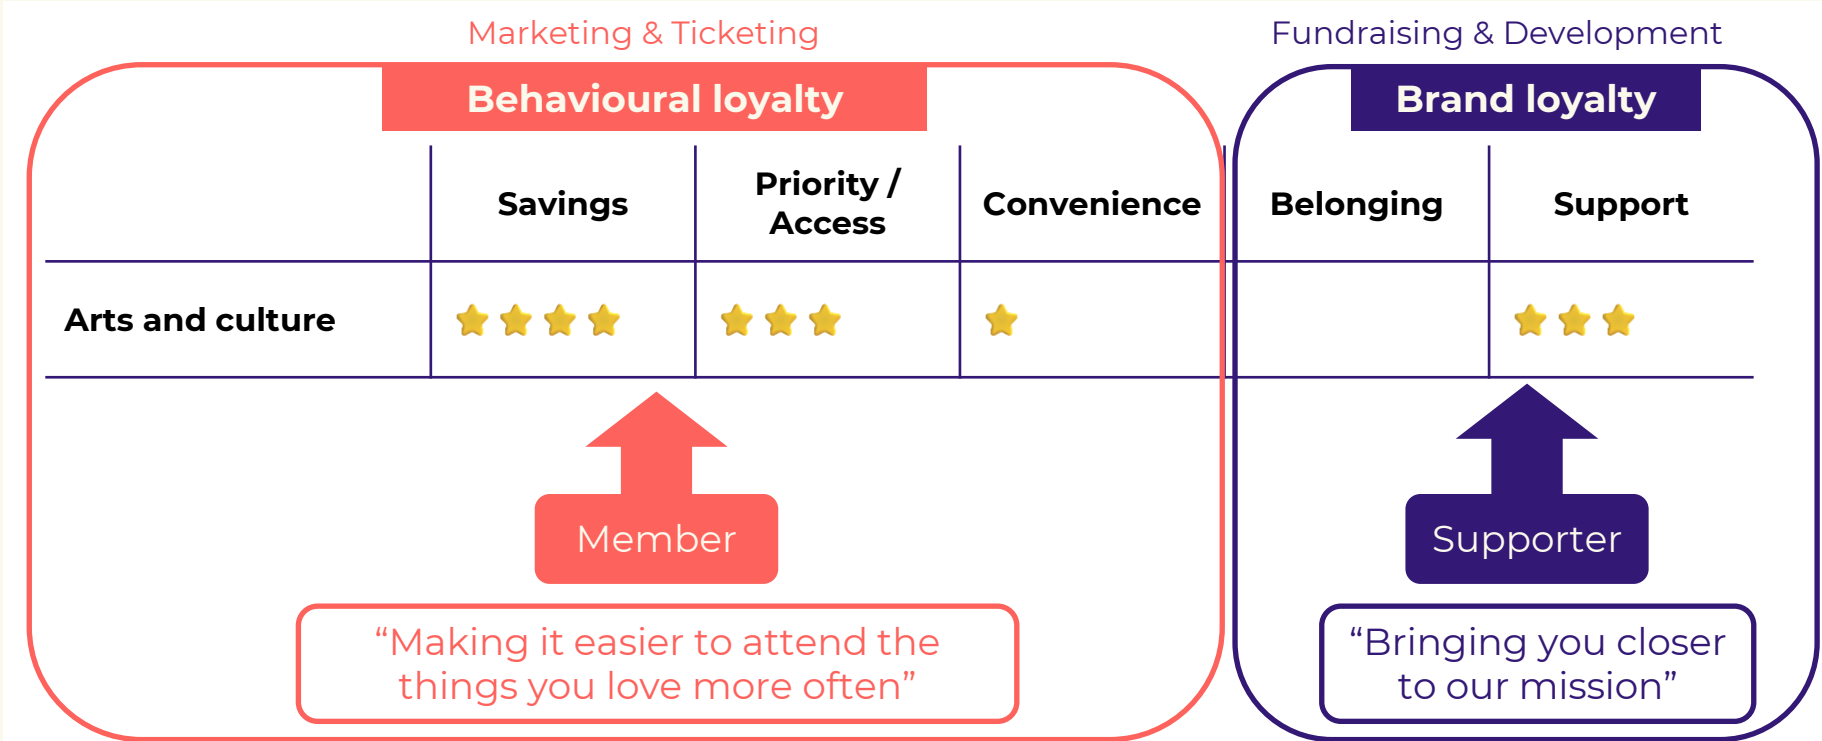 Marketing & Ticketing
Fundraising & Development
Behavioural loyalty
Brand loyalty
Savings
Priority /
Access
Convenience
Belonging
Support
Arts and culture
Member
Supporter
“Making it easier to attend the
things you love more often”
“Bringing you closer
to our mission”